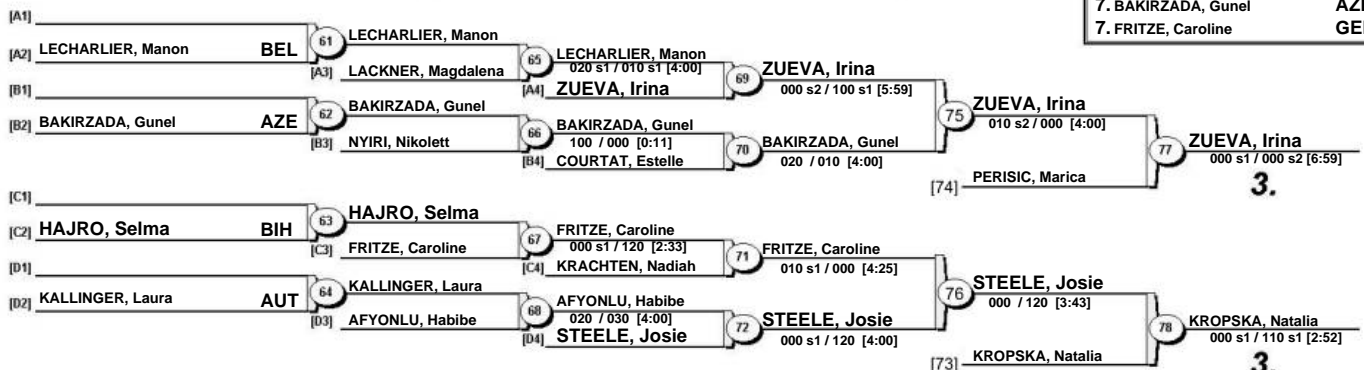 7. BAKIRZADA, Gunel AZE
7. FRITZE, Caroline GER
[A1]
[A2] LECHARLIER, Manon BEL
61 LECHARLIER, Manon
[A3] LACKNER, Magdalena
65 LECHARLIER, Manon
020 s1 / 010 s1 [4:00]
[A4] ZUEVA, Irina
69 ZUEVA, Irina
000 s2 / 100 s1 [5:59]
[B1]
[B2] BAKIRZADA, Gunel AZE
62 BAKIRZADA, Gunel
[B3] NYIRI, Nikolett
66 BAKIRZADA, Gunel
100 / 000 [0:11]
[B4] COURTAT, Estelle
70 BAKIRZADA, Gunel
020 / 010 [4:00]
75 ZUEVA, Irina
010 s2 / 000 [4:00]
[74] PERISIC, Marica
77 ZUEVA, Irina
000 s1 / 000 s2 [6:59]
3.
[C1]
[C2] HAJRO, Selma BIH
63 HAJRO, Selma
[C3] FRITZE, Caroline
67 FRITZE, Caroline
000 s1 / 120 [2:33]
[C4] KRACHTEN, Nadiah
71 FRITZE, Caroline
010 s1 / 000 [4:25]
[D1]
[D2] KALLINGER, Laura AUT
64 KALLINGER, Laura
[D3] AFYONLU, Habibe
68 AFYONLU, Habibe
020 / 030 [4:00]
[D4] STEELE, Josie
72 STEELE, Josie
000 s1 / 120 [4:00]
76 STEELE, Josie
000 / 120 [3:43]
[73] KROPSKA, Natalia
78 KROPSKA, Natalia
000 s1 / 110 s1 [2:52]
3.